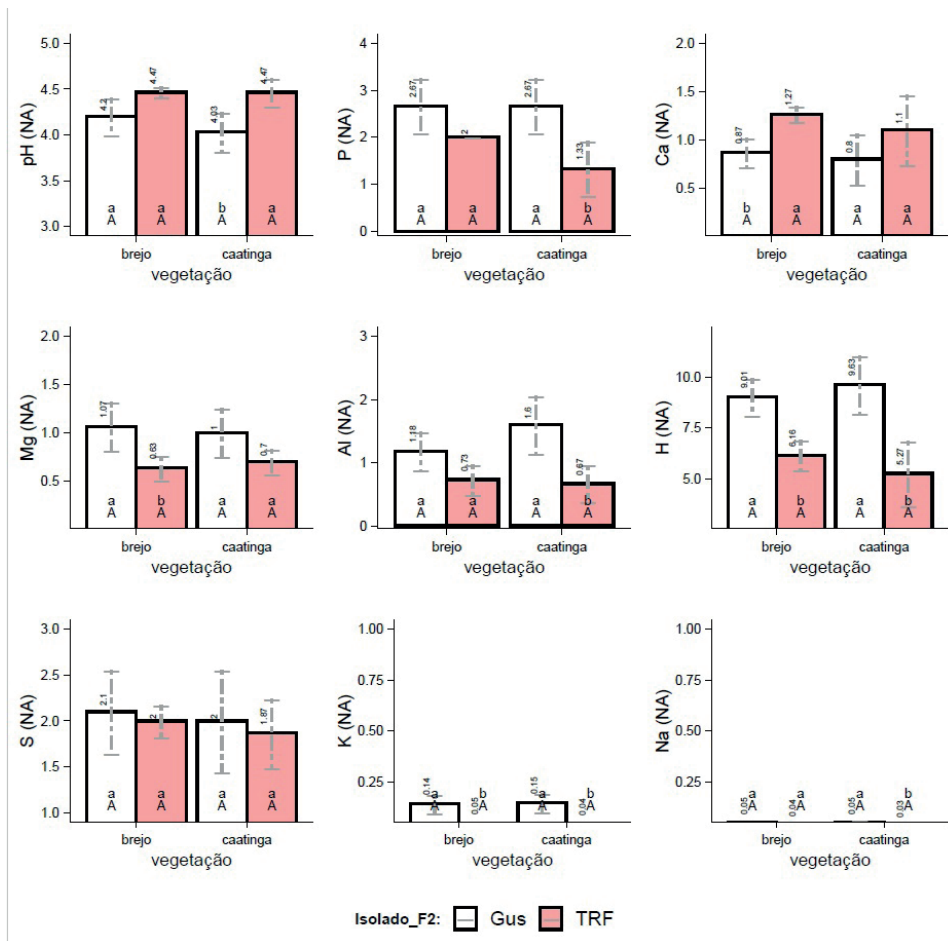 5.0
4.5
4.0
3.5
3.0
pH (NA)
4.2
4.47
4.03
4.47
a a b a
A A A A
brejo caatinga
vegetação
4
3
2
1
0
P (NA)
2.67
2
2.67
1.33
a a a b
A A A A
brejo caatinga
vegetação
2.0
1.5
1.0
0.5
Ca (NA)
0.87
1.27
0.8
1.1
b a a a
A A A A
brejo caatinga
vegetação
2.0
1.5
1.0
0.5
Mg (NA)
1.07
0.63
1
0.7
a b a a
A A A A
brejo caatinga
vegetação
3
2
1
0
Al (NA)
1.18
0.73
1.6
0.67
a a a b
A A A A
brejo caatinga
vegetação
10.0
7.5
5.0
H (NA)
9.01
6.16
9.63
5.27
a b a b
A A A A
brejo caatinga
vegetação
3.0
2.5
2.0
1.5
1.0
S (NA)
2.1
2
2
1.87
a a a a
A A A A
brejo caatinga
vegetação
1.00
0.75
0.50
0.25
K (NA)
0.14
0.05
0.15
0.04
a b a b
A A A A
brejo caatinga
vegetação
1.00
0.75
0.50
0.25
Na (NA)
0.05
0.04
0.05
0.03
a a a b
A A A A
brejo caatinga
vegetação
Isolado_F2: Gus TRF